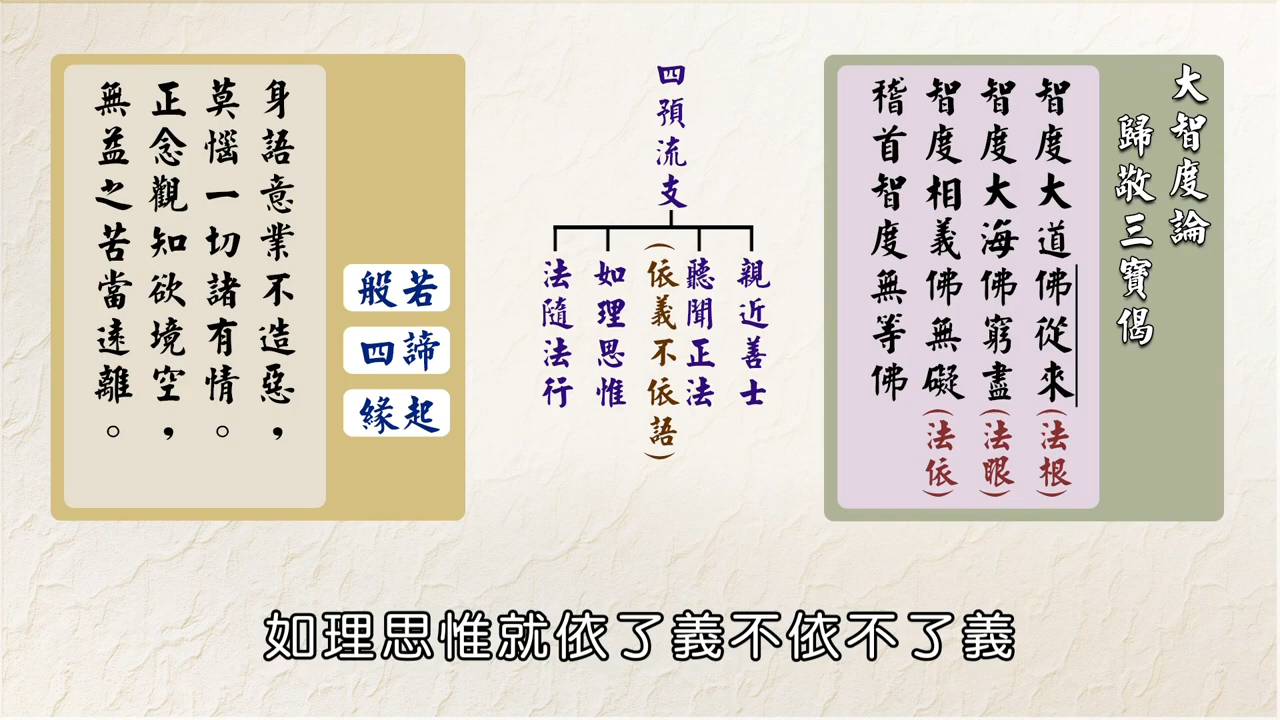 大智度論
歸敬三寶偈
智度大道佛從來(法根)
智度大海佛窮盡(法眼)
智度相義佛無礙(法依)
稽首智度無等佛
四預流支
親近善士
聽聞正法
(依義不依語)
如理思惟
法隨法行
般若
四諦
緣起
身語意業不造惡，
莫惱一切諸有情。
正念觀知欲境空，
無益之苦當遠離。
如理思惟就依了義不依不了義